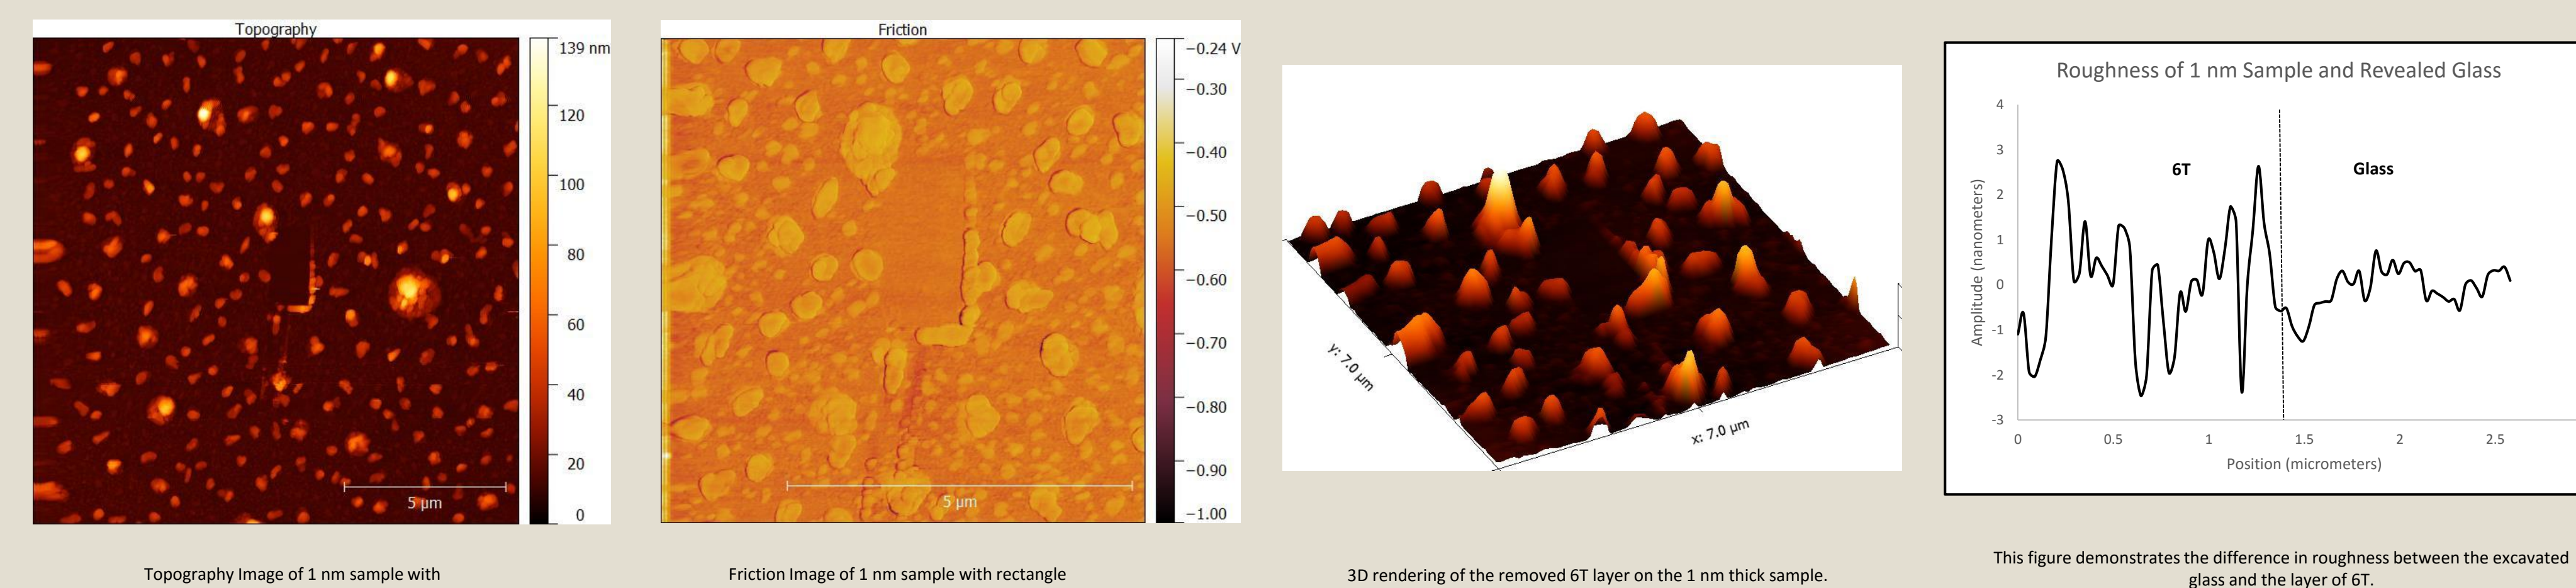 Topography
139 nm
120
100
80
60
40
20
0
5 µm
Topography Image of 1 nm sample with
Friction
−0.24 V
−0.30
−0.40
−0.50
−0.60
−0.70
−0.80
−0.90
−1.00
5 µm
Friction Image of 1 nm sample with rectangle
y: 7.0 µm
x: 7.0 µm
3D rendering of the removed 6T layer on the 1 nm thick sample.
Roughness of 1 nm Sample and Revealed Glass
Amplitude (nanometers)
4
3
2
1
0
-1
-2
-3
6T
Glass
0 0.5 1 1.5 2 2.5
Position (micrometers)
This figure demonstrates the difference in roughness between the excavated
glass and the layer of 6T.